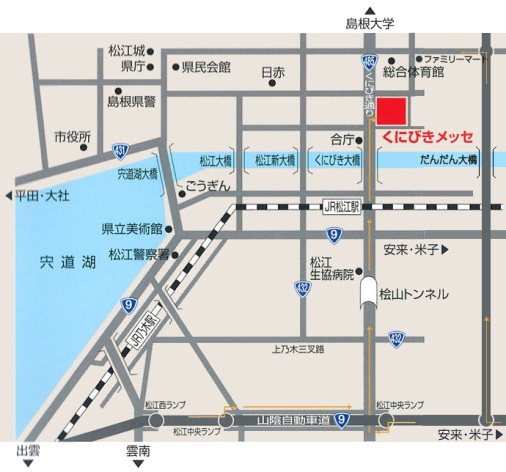 島根大学
松江城
県庁
県民会館
日赤
485
総合体育館
ファミリーマート
島根県警
くにびき通り
くにびきメッセ
市役所
431
合庁
宍道湖大橋
松江大橋
松江新大橋
くにびき大橋
だんだん大橋
平田・大社
ごうぎん
JR松江駅
県立美術館
9
安来・米子
宍道湖
松江警察署
松江
生協病院
432
桧山トンネル
9
JR乃木駅
432
上乃木三叉路
松江西ランプ
松江中央ランプ
山陰自動車道
9
松江中央ランプ
安来・米子
出雲
雲南